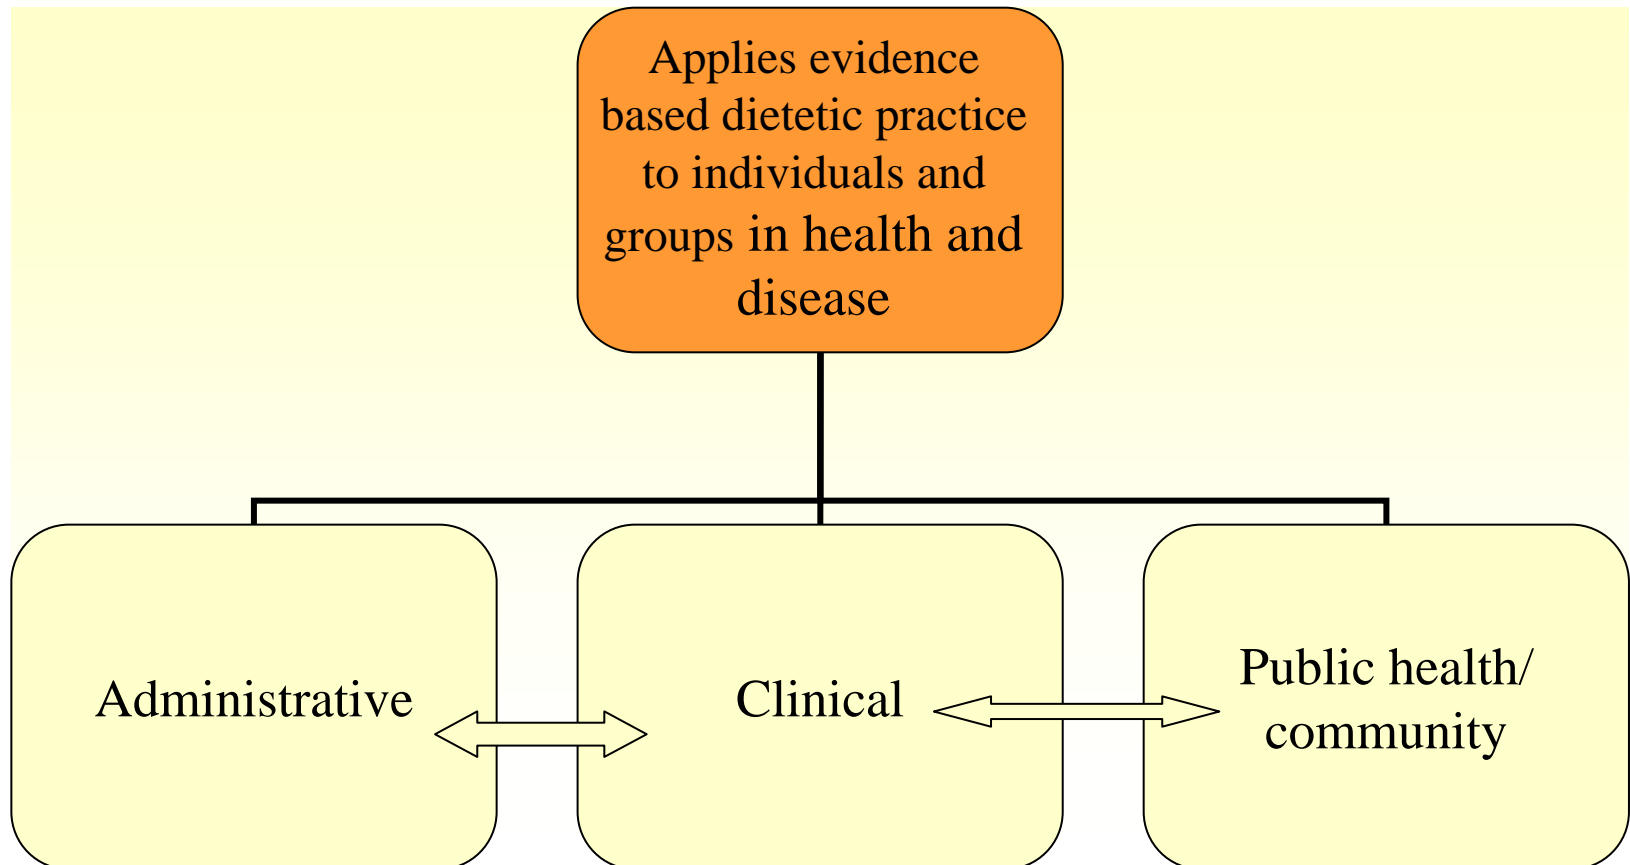 Applies evidence
based dietetic practice
to individuals and
groups in health and
disease
Administrative
Clinical
Public health/
community